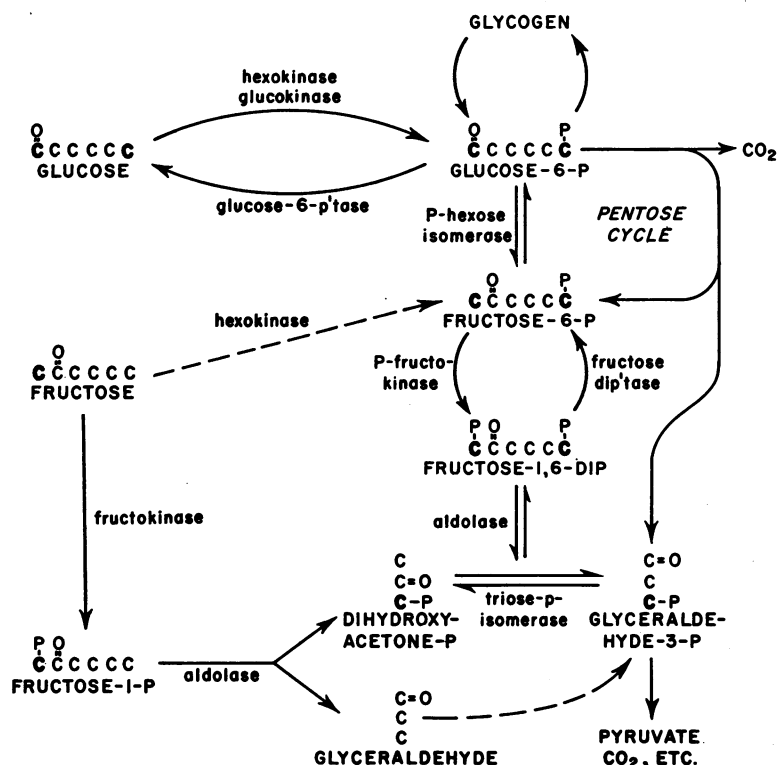 GLYCOGEN
hexokinase
glucokinase
O
C C C C C C
GLUCOSE
O P
C C C C C C
GLUCOSE-6-P
CO2
glucose-6-p'tase
P-hexose
isomerase
PENTOSE
CYCLE
hexokinase
O P
C C C C C C
FRUCTOSE-6-P
O
C C C C C C
FRUCTOSE
P-fructo-
kinase
fructose
dip'tase
P O P
C C C C C C
FRUCTOSE-1,6-DIP
fructokinase
aldolase
C
C=O
C-P
DIHYDROXY-
ACETONE-P
triose-p-
isomerase
C=O
C
C-P
GLYCERALDE-
HYDE-3-P
P O
C C C C C C
FRUCTOSE-1-P
aldolase
C=O
C
C
GLYCERALDEHYDE
PYRUVATE
CO2, ETC.